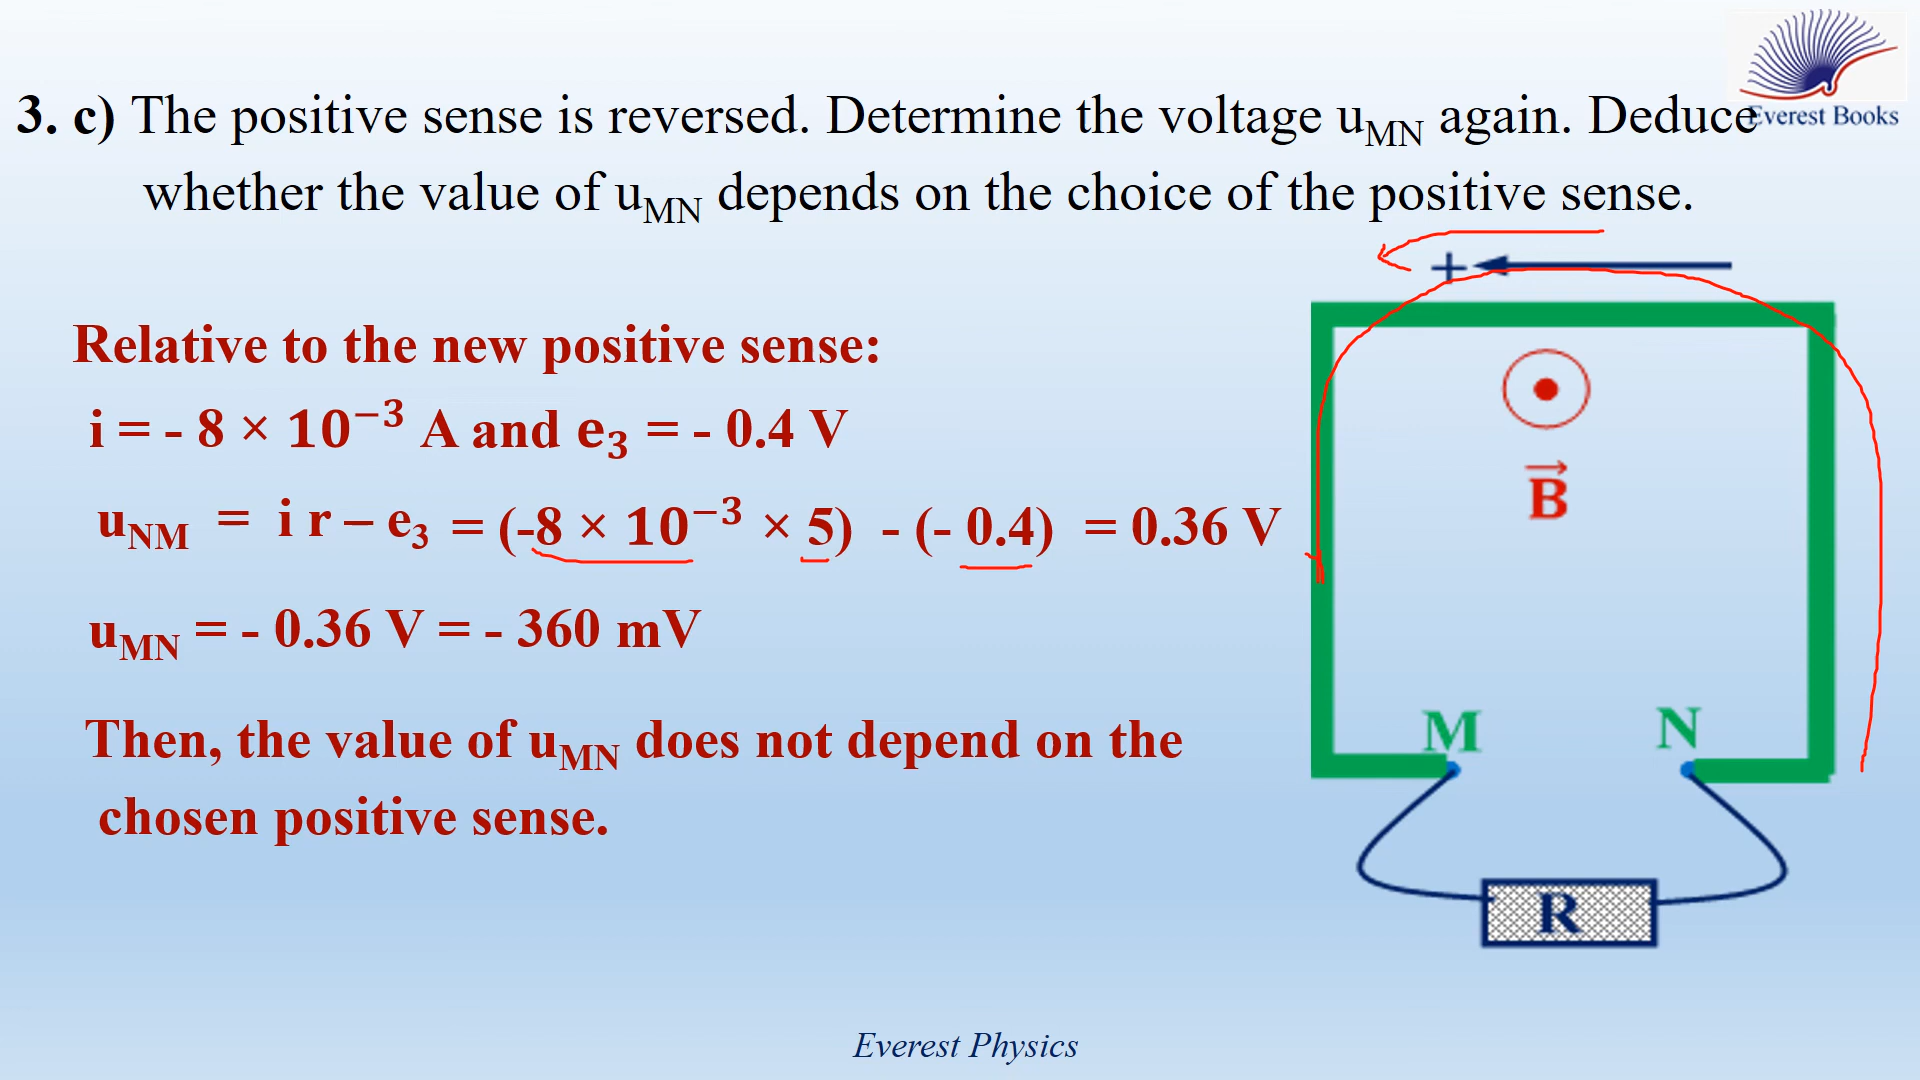 3. c) The positive sense is reversed. Determine the voltage uMN again. Deduce
Everest Books
whether the value of uMN depends on the choice of the positive sense.
+
Relative to the new positive sense:
i = - 8 × 10⁻³ A and e₃ = - 0.4 V
B⃗
uNM = i r – e₃ = (-8 × 10⁻³ × 5) - (- 0.4) = 0.36 V
uMN = - 0.36 V = - 360 mV
M N
Then, the value of uMN does not depend on the
chosen positive sense.
R
Everest Physics